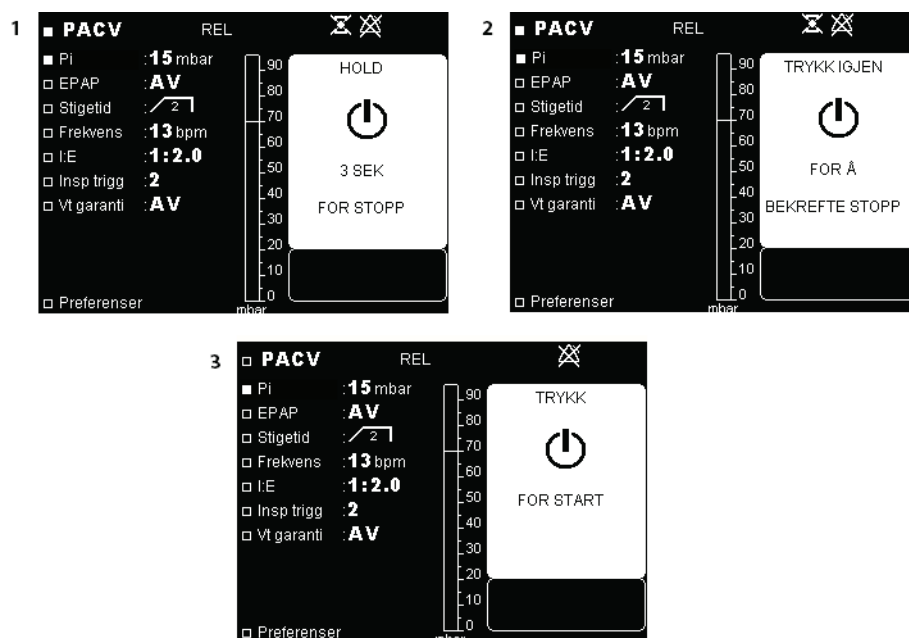 1
PACV REL
Pi :15 mbar
EPAP :AV
Stigetid : 2
Frekvens :13 bpm
I:E :1:2.0
Insp trigg :2
Vt garanti :AV
Preferenser
90
80
70
60
50
40
30
20
10
0
mbar
HOLD
3 SEK
FOR STOPP
2
PACV REL
Pi :15 mbar
EPAP :AV
Stigetid : 2
Frekvens :13 bpm
I:E :1:2.0
Insp trigg :2
Vt garanti :AV
Preferenser
90
80
70
60
50
40
30
20
10
0
mbar
TRYKK IGJEN
FOR Å
BEKREFTE STOPP
3
PACV REL
Pi :15 mbar
EPAP :AV
Stigetid : 2
Frekvens :13 bpm
I:E :1:2.0
Insp trigg :2
Vt garanti :AV
Preferenser
90
80
70
60
50
40
30
20
10
0
mbar
TRYKK
FOR START